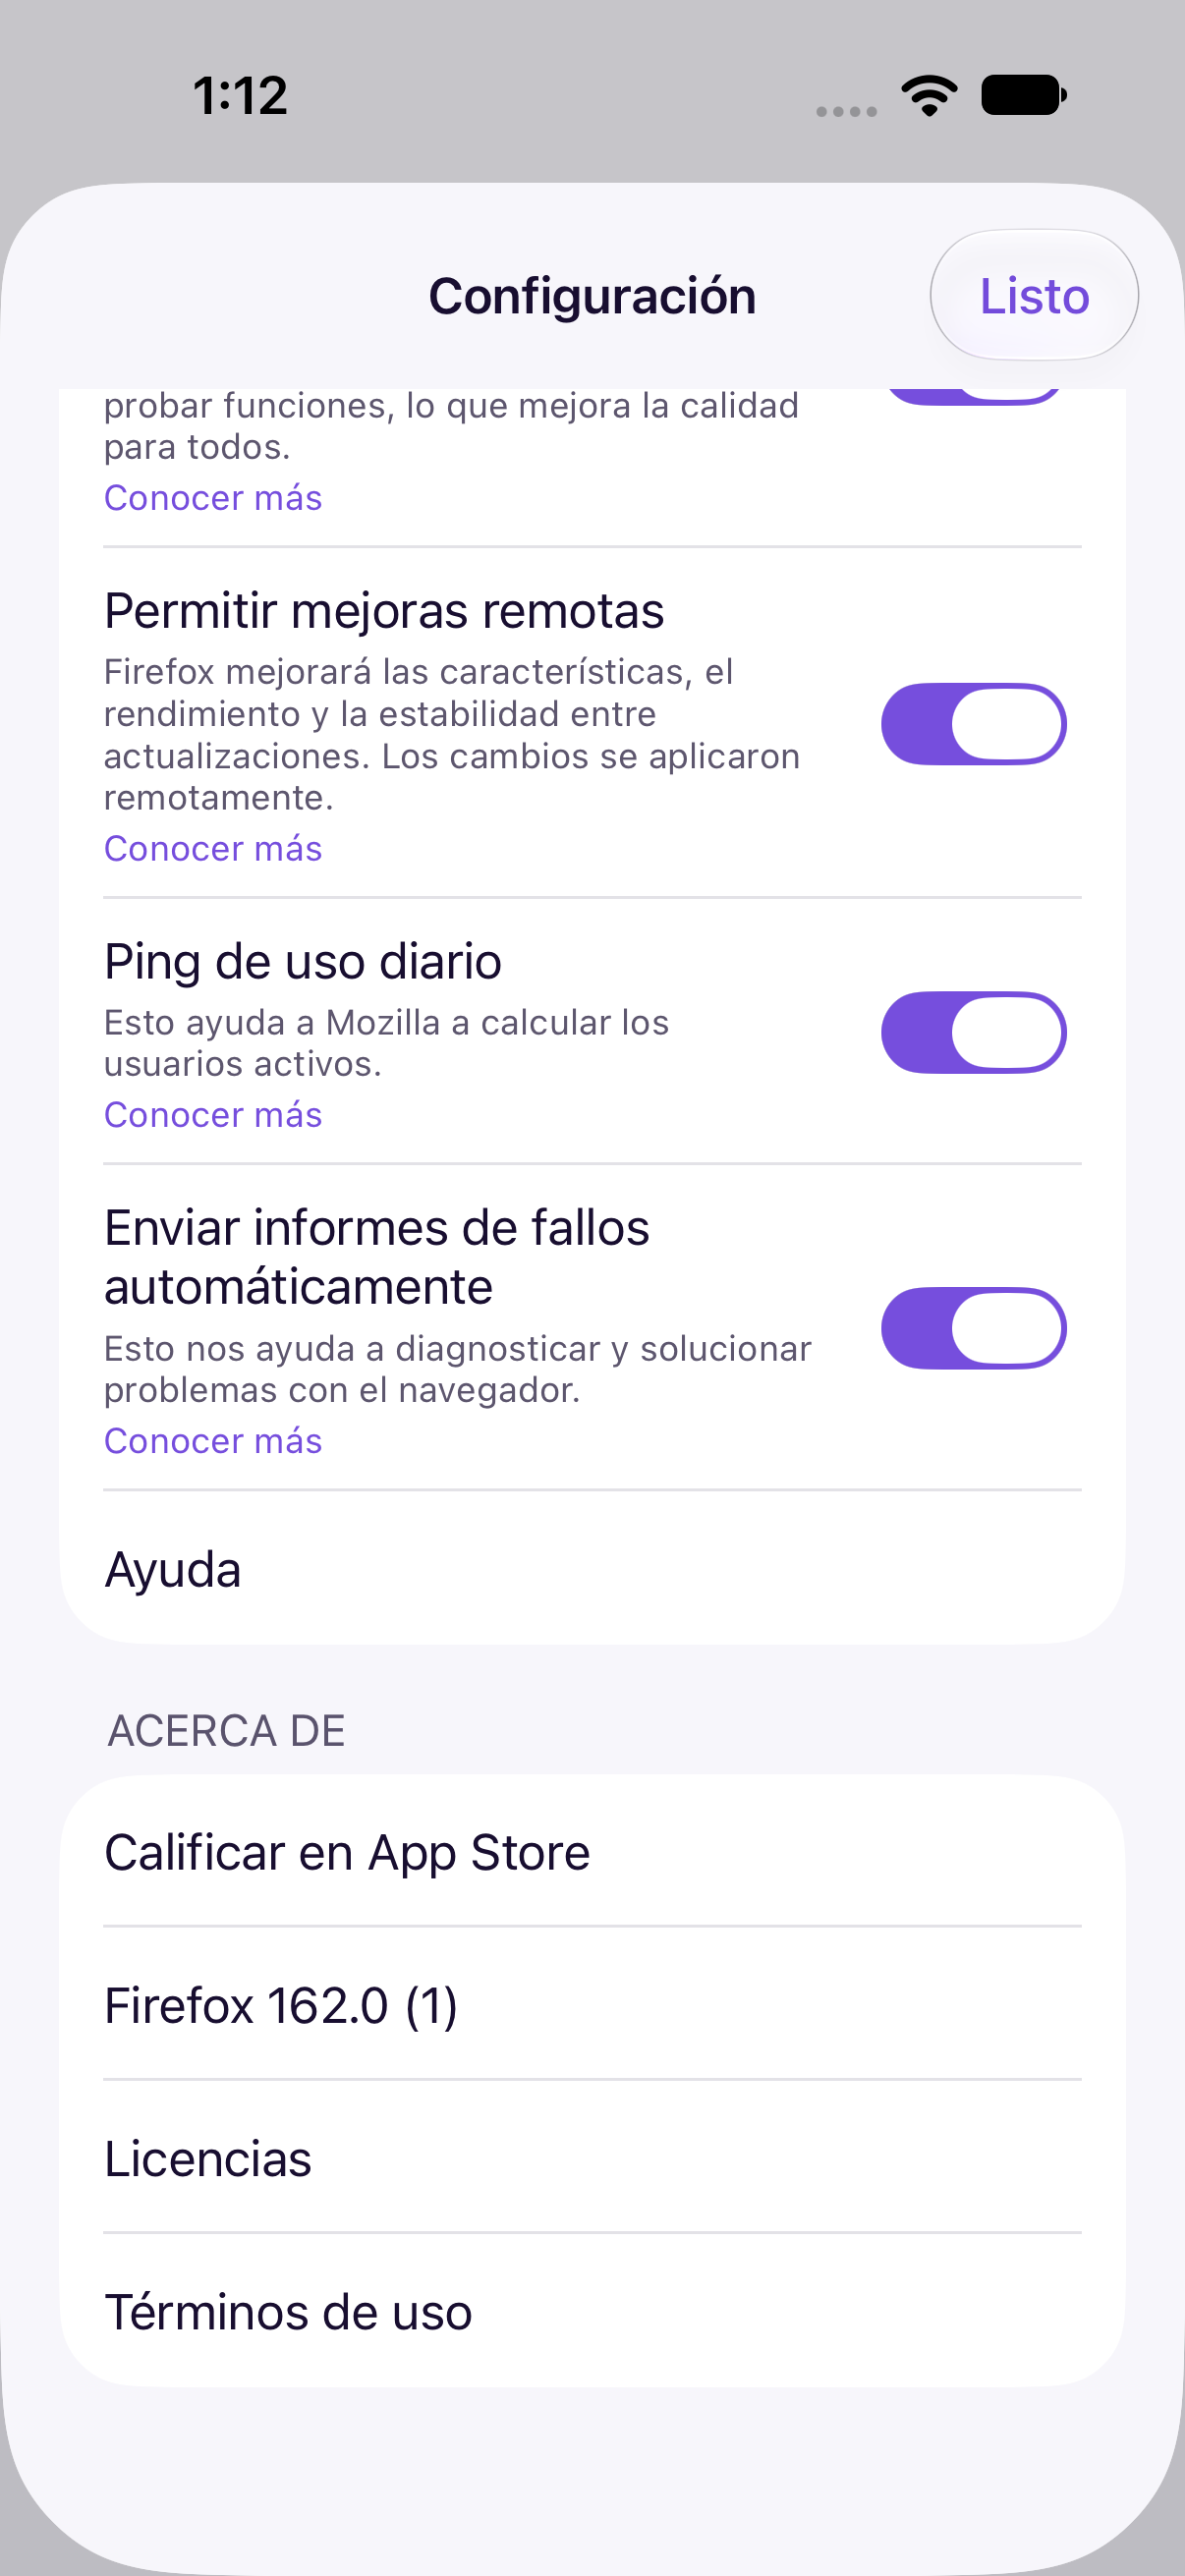 1:12
Configuración
Listo
probar funciones, lo que mejora la calidad
para todos.
Conocer más
Permitir mejoras remotas
Firefox mejorará las características, el
rendimiento y la estabilidad entre
actualizaciones. Los cambios se aplicaron
remotamente.
Conocer más
Ping de uso diario
Esto ayuda a Mozilla a calcular los
usuarios activos.
Conocer más
Enviar informes de fallos
automáticamente
Esto nos ayuda a diagnosticar y solucionar
problemas con el navegador.
Conocer más
Ayuda
ACERCA DE
Calificar en App Store
Firefox 162.0 (1)
Licencias
Términos de uso